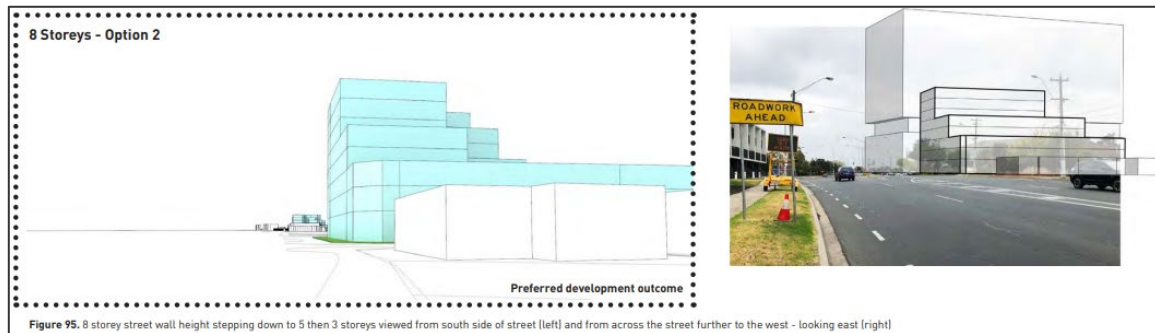 8 Storeys - Option 2
ROADWORK
AHEAD
Preferred development outcome
Figure 95. 8 storey street wall height stepping down to 5 then 3 storeys viewed from south side of street (left) and from across the street further to the west - looking east (right)